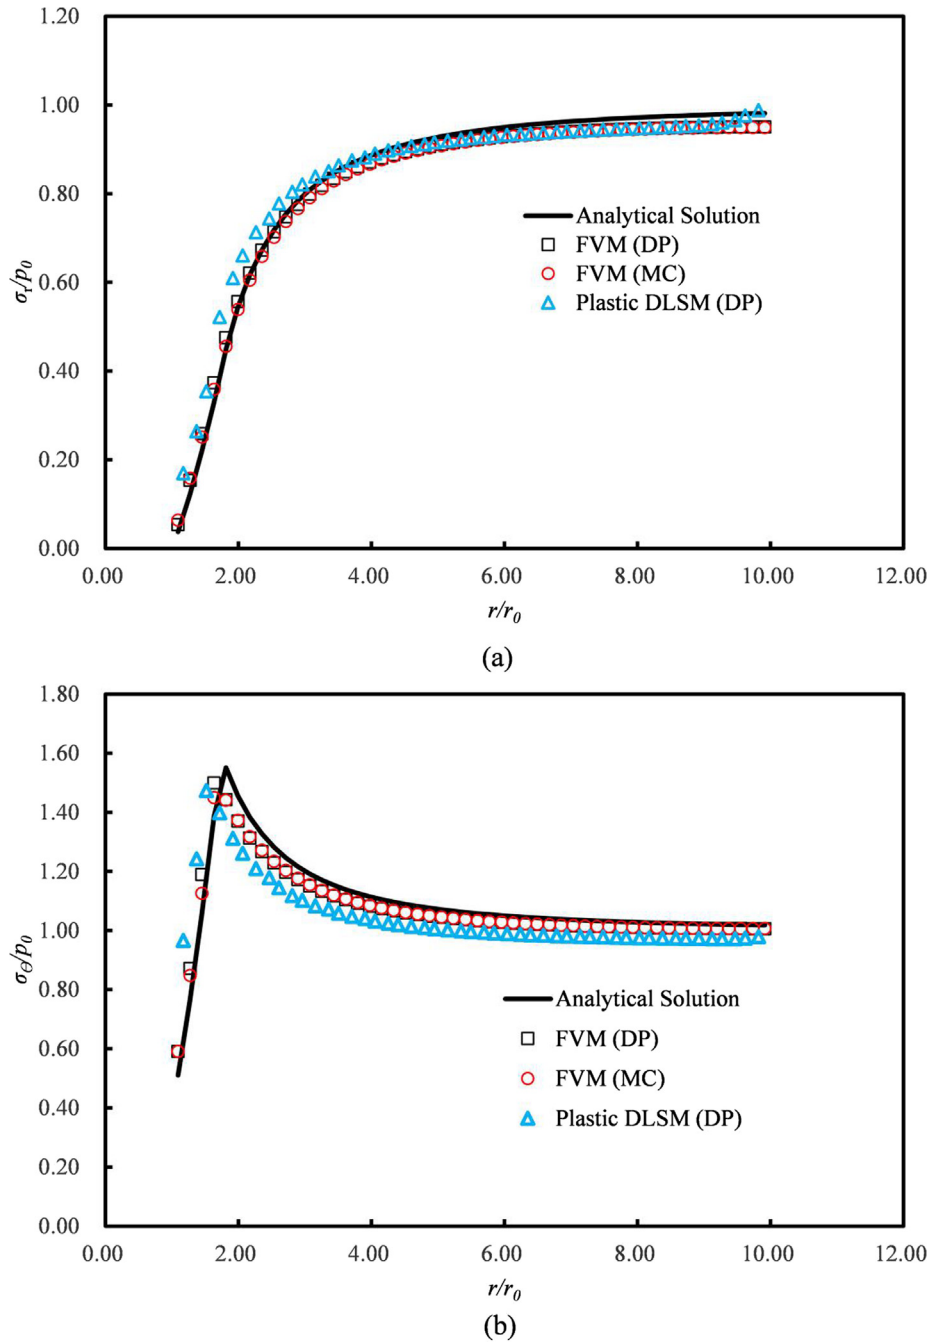 1.20
1.00
0.80
0.60
0.40
0.20
0.00
σr/p0
Analytical Solution
FVM (DP)
FVM (MC)
Plastic DLSM (DP)
0.00 2.00 4.00 6.00 8.00 10.00 12.00
r/r0
(a)
1.80
1.60
1.40
1.20
1.00
0.80
0.60
0.40
0.20
0.00
σθ/p0
Analytical Solution
FVM (DP)
FVM (MC)
Plastic DLSM (DP)
0.00 2.00 4.00 6.00 8.00 10.00 12.00
r/r0
(b)